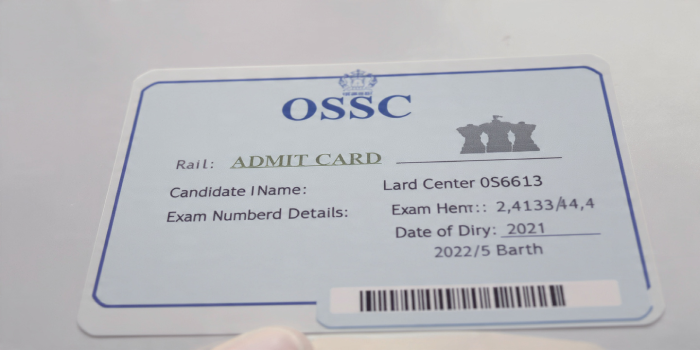 OSSC
Rail: ADMIT CARD
Candidate IName:
Lard Center 0S6613
Exam Numberd Details:
Exam Hent:: 2,4133/44,4
Date of Diry: 2021
2022/5 Barth